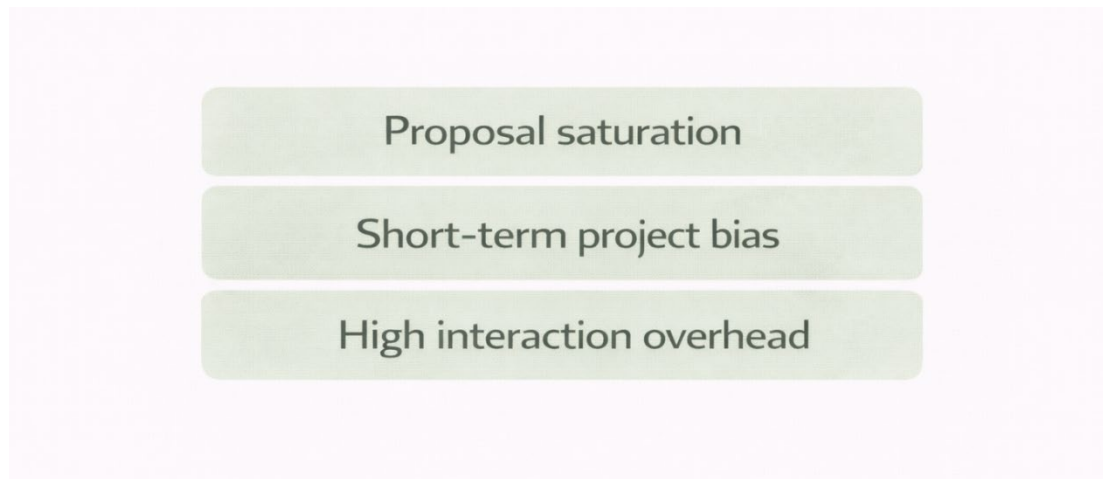 Proposal saturation
Short-term project bias
High interaction overhead